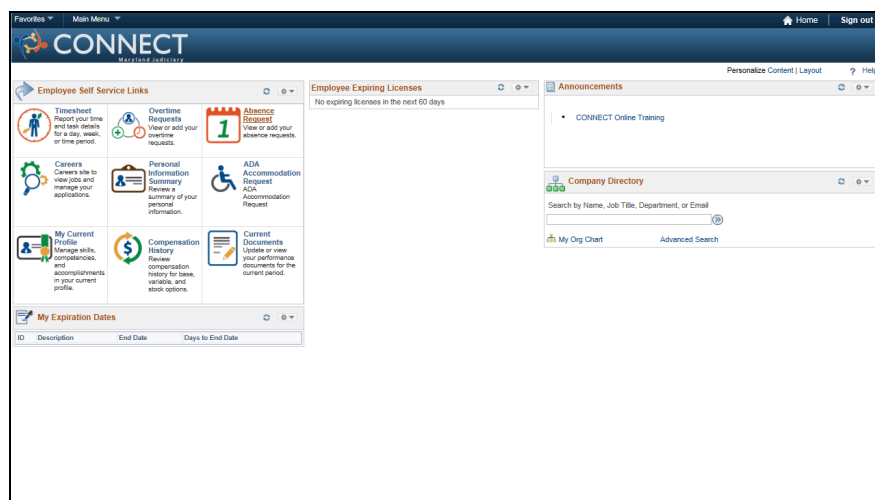 Favorites Main Menu Home Sign out
CONNECT
Maryland Judiciary
Personalize Content | Layout ? Help
Employee Self Service Links
Timesheet
Report your time
and task details
for a day, week,
or time period.
Overtime
Requests
View or add your
overtime
requests.
1
Absence
Request
View or add your
absence requests.
Careers
Careers site to
view jobs and
manage your
applications.
Personal
Information
Summary
Review a
summary of your
personal
information.
ADA
Accommodation
Request
ADA
Accommodation
Request
My Current
Profile
Manage skills,
competencies,
and
accomplishments
in your current
profile.
$
Compensation
History
Review
compensation
history for base,
variable, and
stock options.
Current
Documents
Update or view
your performance
documents for the
current period.
My Expiration Dates
ID Description End Date Days to End Date
Employee Expiring Licenses
No expiring licenses in the next 60 days
Announcements
• CONNECT Online Training
Company Directory
Search by Name, Job Title, Department, or Email
My Org Chart Advanced Search